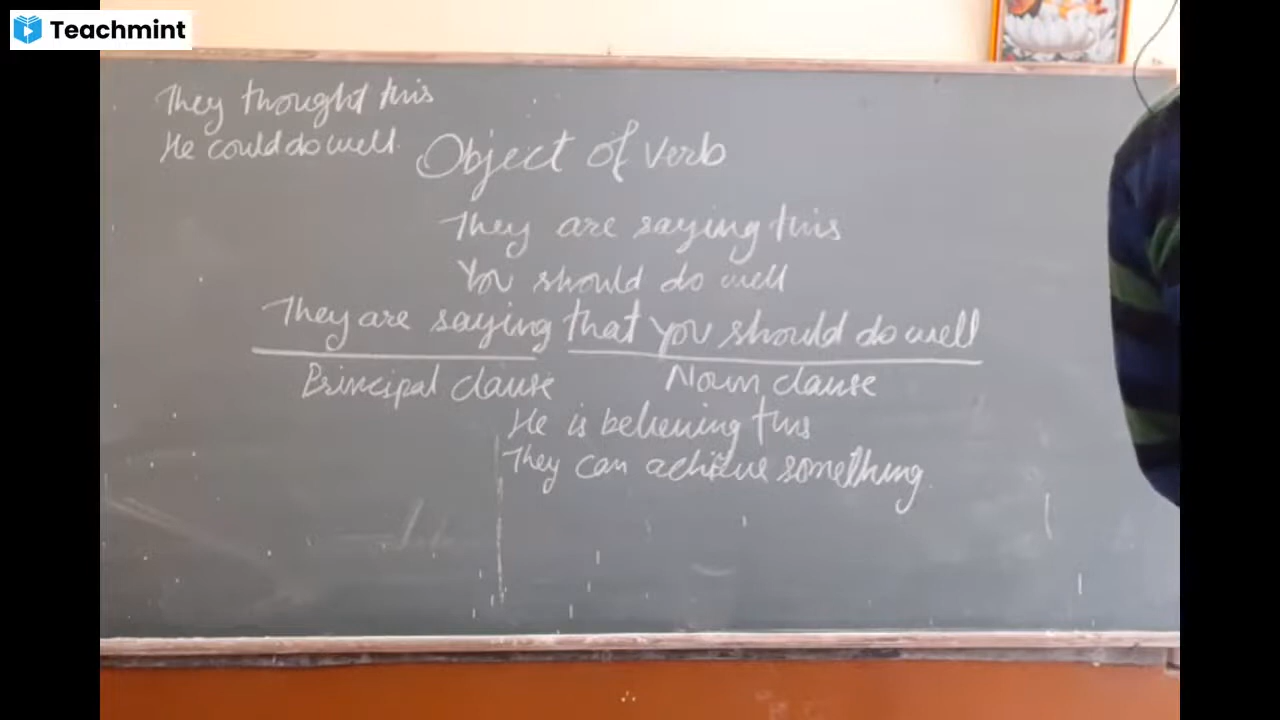 Teachmint
They thought this
He could do well.
Object of verb
They are saying this
You should do well
They are saying that you should do well
Principal clause Noun clause
He is believing this
They can achieve something.